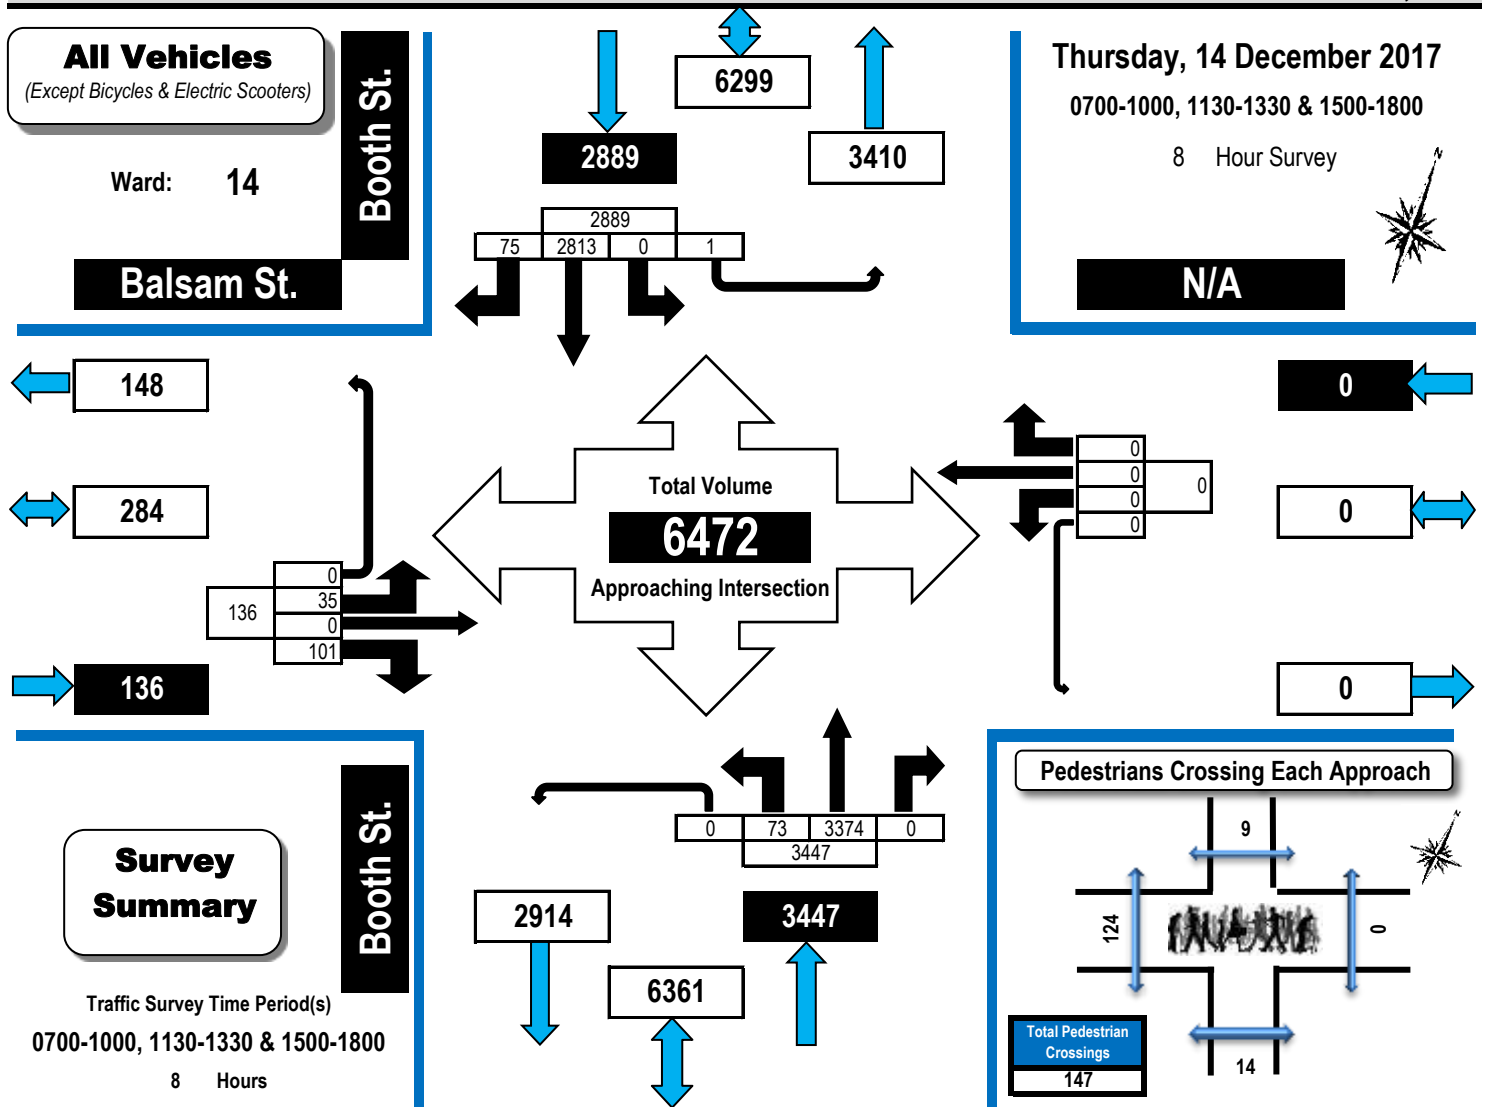 All Vehicles
(Except Bicycles & Electric Scooters)
Ward: 14
Booth St.
Balsam St.
6299
2889
3410
2889
75 2813 0 1
Thursday, 14 December 2017
0700-1000, 1130-1330 & 1500-1800
8 Hour Survey
N
N/A
148
284
0
35
0
101
136
136
Total Volume
6472
Approaching Intersection
0
0
0
0
0
0
0
0
Booth St.
Survey
Summary
Traffic Survey Time Period(s)
0700-1000, 1130-1330 & 1500-1800
8 Hours
0 73 3374 0
3447
2914
3447
6361
Pedestrians Crossing Each Approach
N
9
124
0
14
Total Pedestrian
Crossings
147